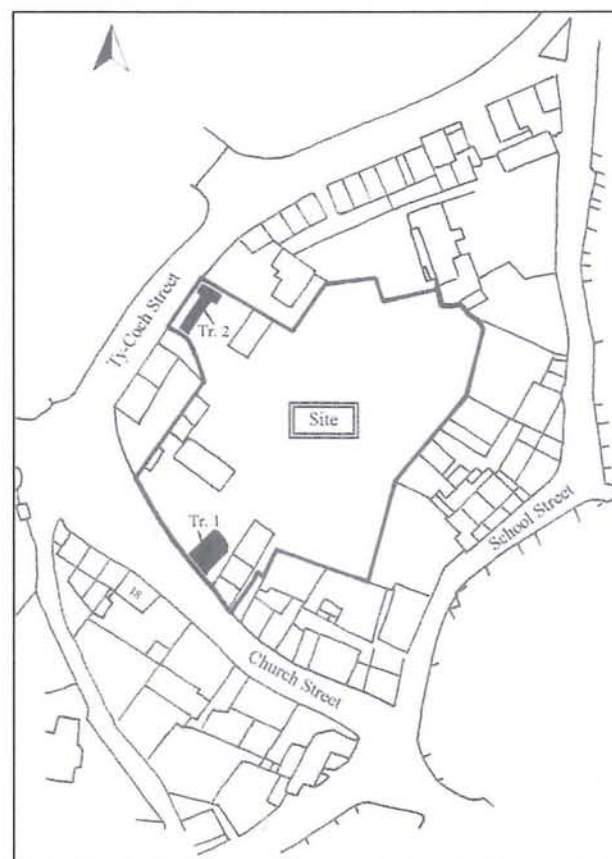 Ty-Coch Street
Tr. 2
Site
Tr. 1
School Street
18
Church Street